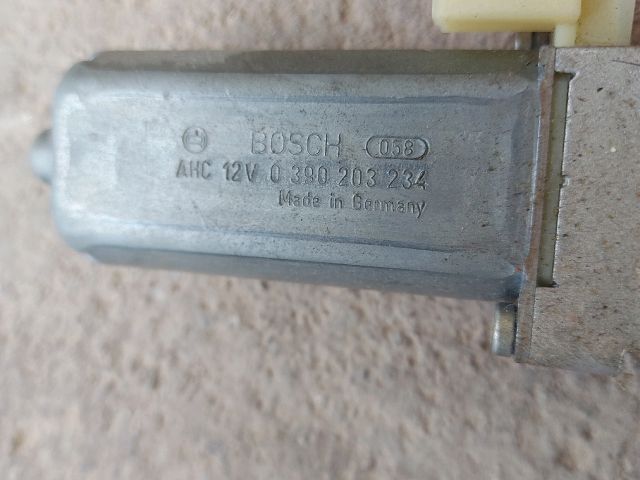 BOSCH 058
AHC 12V 0 390 203 234
Made in Germany